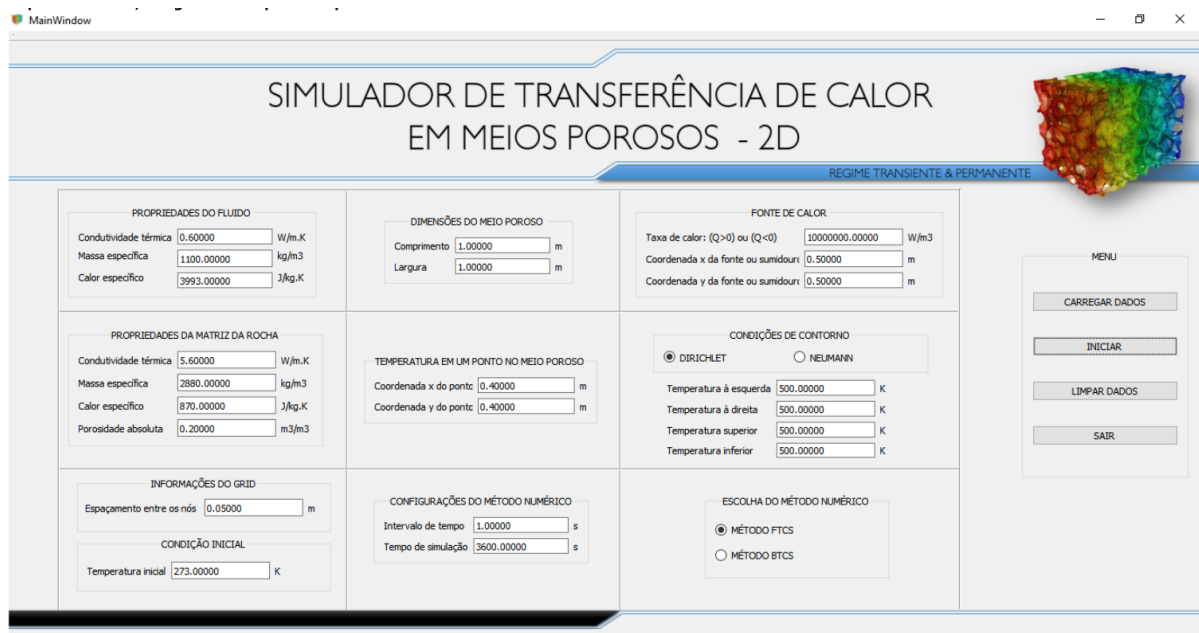 MainWindow
SIMULADOR DE TRANSFERÊNCIA DE CALOR
EM MEIOS POROSOS - 2D
REGIME TRANSIENTE & PERMANENTE
PROPRIEDADES DO FLUIDO
Condutividade térmica 0.60000 W/m.K
Massa específica 1100.00000 kg/m3
Calor específico 3993.00000 J/kg.K
DIMENSÕES DO MEIO POROSO
Comprimento 1.00000 m
Largura 1.00000 m
FONTE DE CALOR
Taxa de calor: (Q>0) ou (Q<0) 10000000.00000 W/m3
Coordenada x da fonte ou sumidourc 0.50000 m
Coordenada y da fonte ou sumidourc 0.50000 m
MENU
CARREGAR DADOS
INICIAR
LIMPAR DADOS
SAIR
PROPRIEDADES DA MATRIZ DA ROCHA
Condutividade térmica 5.60000 W/m.K
Massa específica 2880.00000 kg/m3
Calor específico 870.00000 J/kg.K
Porosidade absoluta 0.20000 m3/m3
TEMPERATURA EM UM PONTO NO MEIO POROSO
Coordenada x do pontc 0.40000 m
Coordenada y do pontc 0.40000 m
CONDIÇÕES DE CONTORNO
DIRICHLET NEUMANN
Temperatura à esquerda 500.00000 K
Temperatura à direita 500.00000 K
Temperatura superior 500.00000 K
Temperatura inferior 500.00000 K
INFORMAÇÕES DO GRID
Espaçamento entre os nós 0.05000 m
CONDIÇÃO INICIAL
Temperatura inicial 273.00000 K
CONFIGURAÇÕES DO MÉTODO NUMÉRICO
Intervalo de tempo 1.00000 s
Tempo de simulação 3600.00000 s
ESCOLHA DO MÉTODO NUMÉRICO
MÉTODO FTCS
MÉTODO BTCS